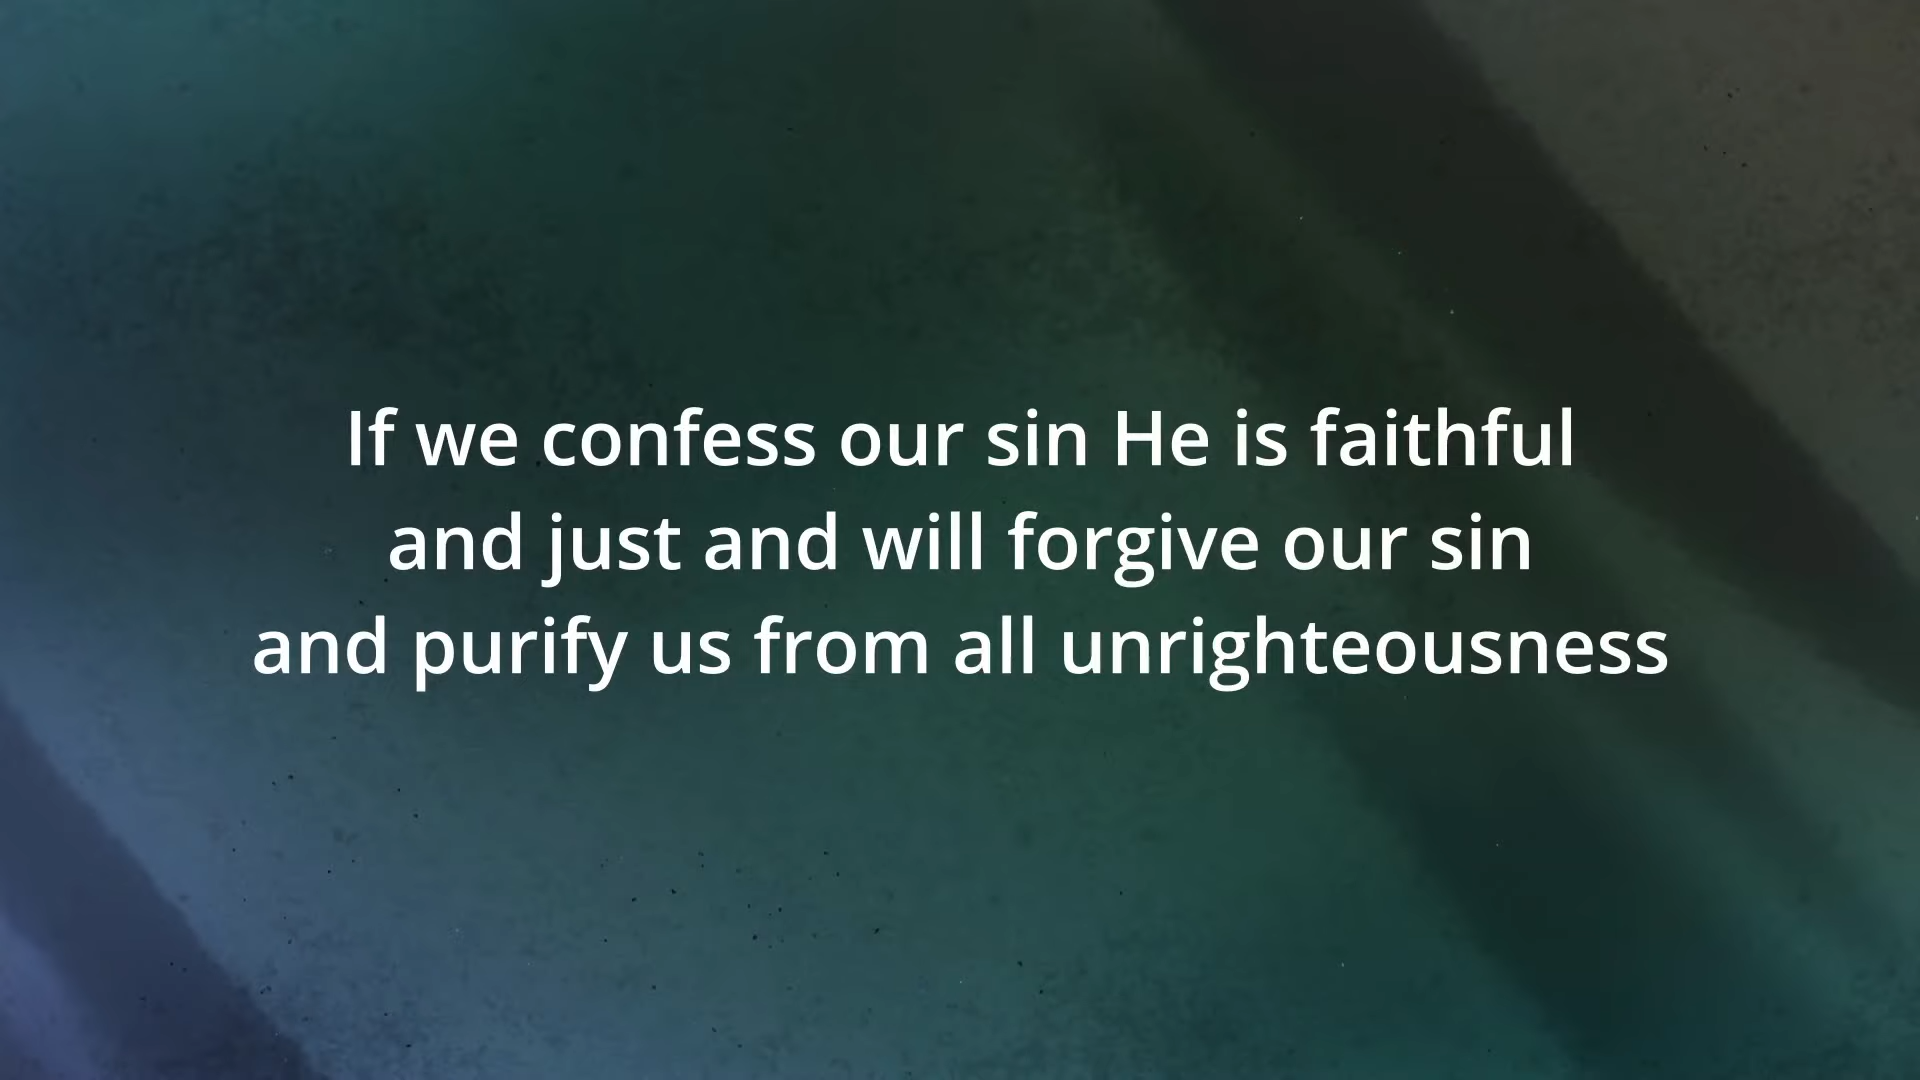 If we confess our sin He is faithful
and just and will forgive our sin
and purify us from all unrighteousness